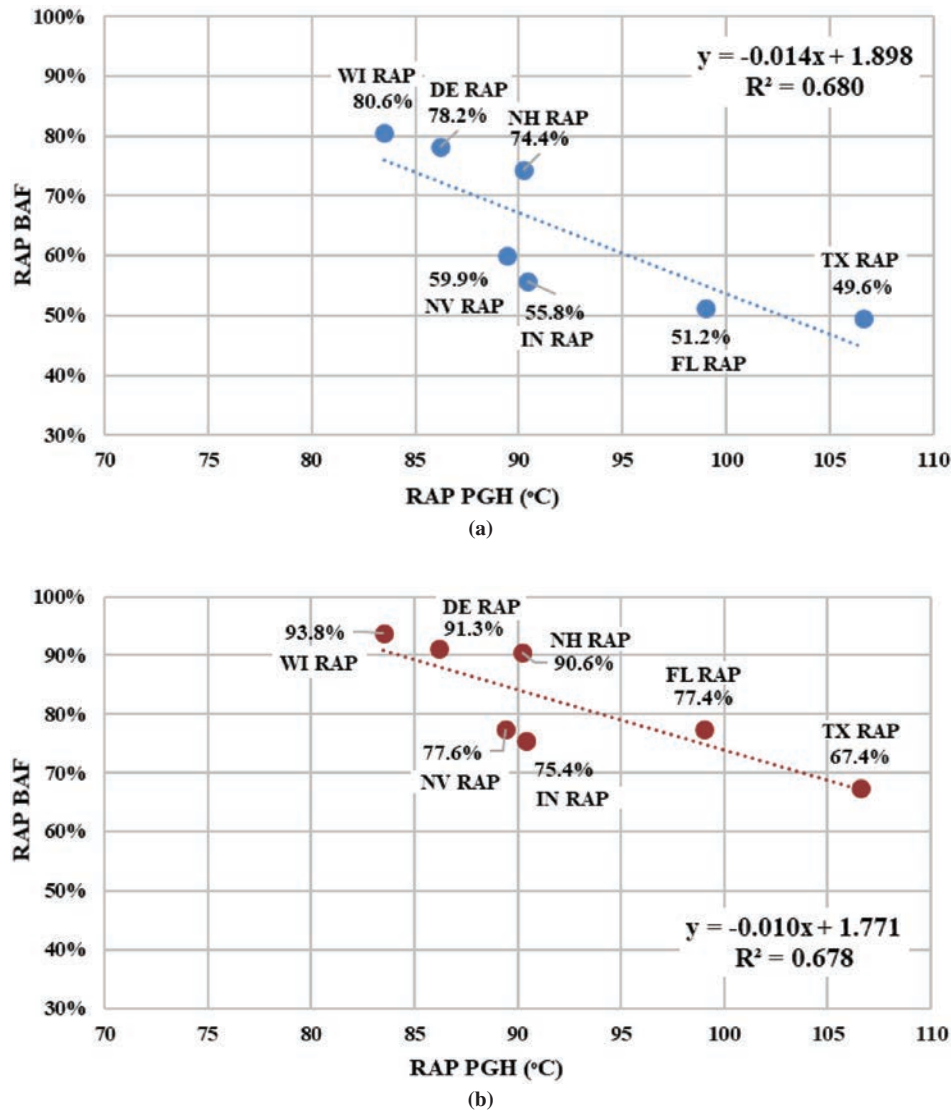 100%
90%
80%
70%
60%
50%
40%
30%
RAP BAF
y = -0.014x + 1.898
R² = 0.680
WI RAP
80.6%
DE RAP
78.2%
NH RAP
74.4%
59.9%
NV RAP
55.8%
IN RAP
51.2%
FL RAP
TX RAP
49.6%
70 75 80 85 90 95 100 105 110
RAP PGH (°C)
(a)
100%
90%
80%
70%
60%
50%
40%
30%
RAP BAF
93.8%
WI RAP
DE RAP
91.3%
NH RAP
90.6%
77.6%
NV RAP
75.4%
IN RAP
FL RAP
77.4%
TX RAP
67.4%
y = -0.010x + 1.771
R² = 0.678
70 75 80 85 90 95 100 105 110
RAP PGH (°C)
(b)